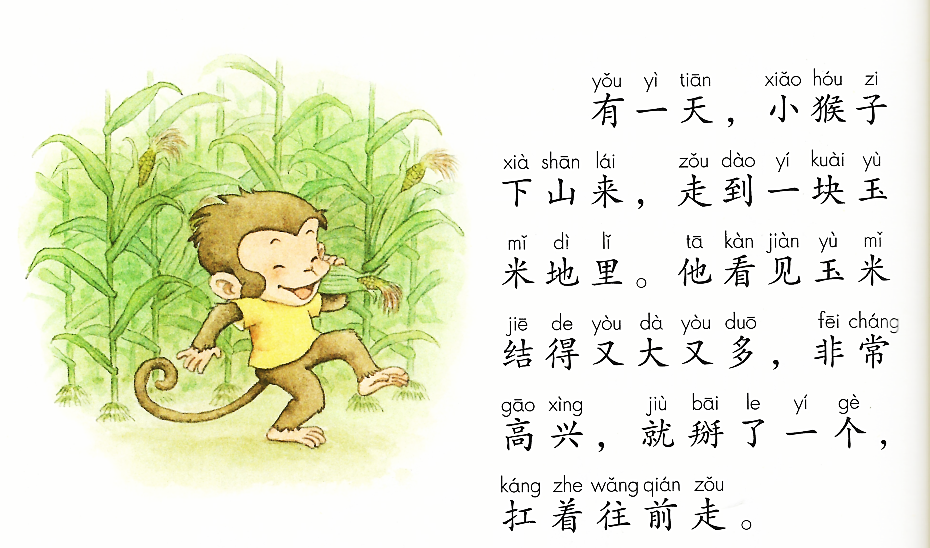 yǒu yì tiān xiǎo hóu zi
有一天，小猴子
xià shān lái zǒu dào yí kuài yù
下山来，走到一块玉
mǐ dì lǐ tā kàn jiàn yù mǐ
米地里。他看见玉米
jiē de yòu dà yòu duō fēi cháng
结得又大又多，非常
gāo xìng jiù bāi le yí gè
高兴，就掰了一个，
káng zhe wǎng qián zǒu
扛着往前走。